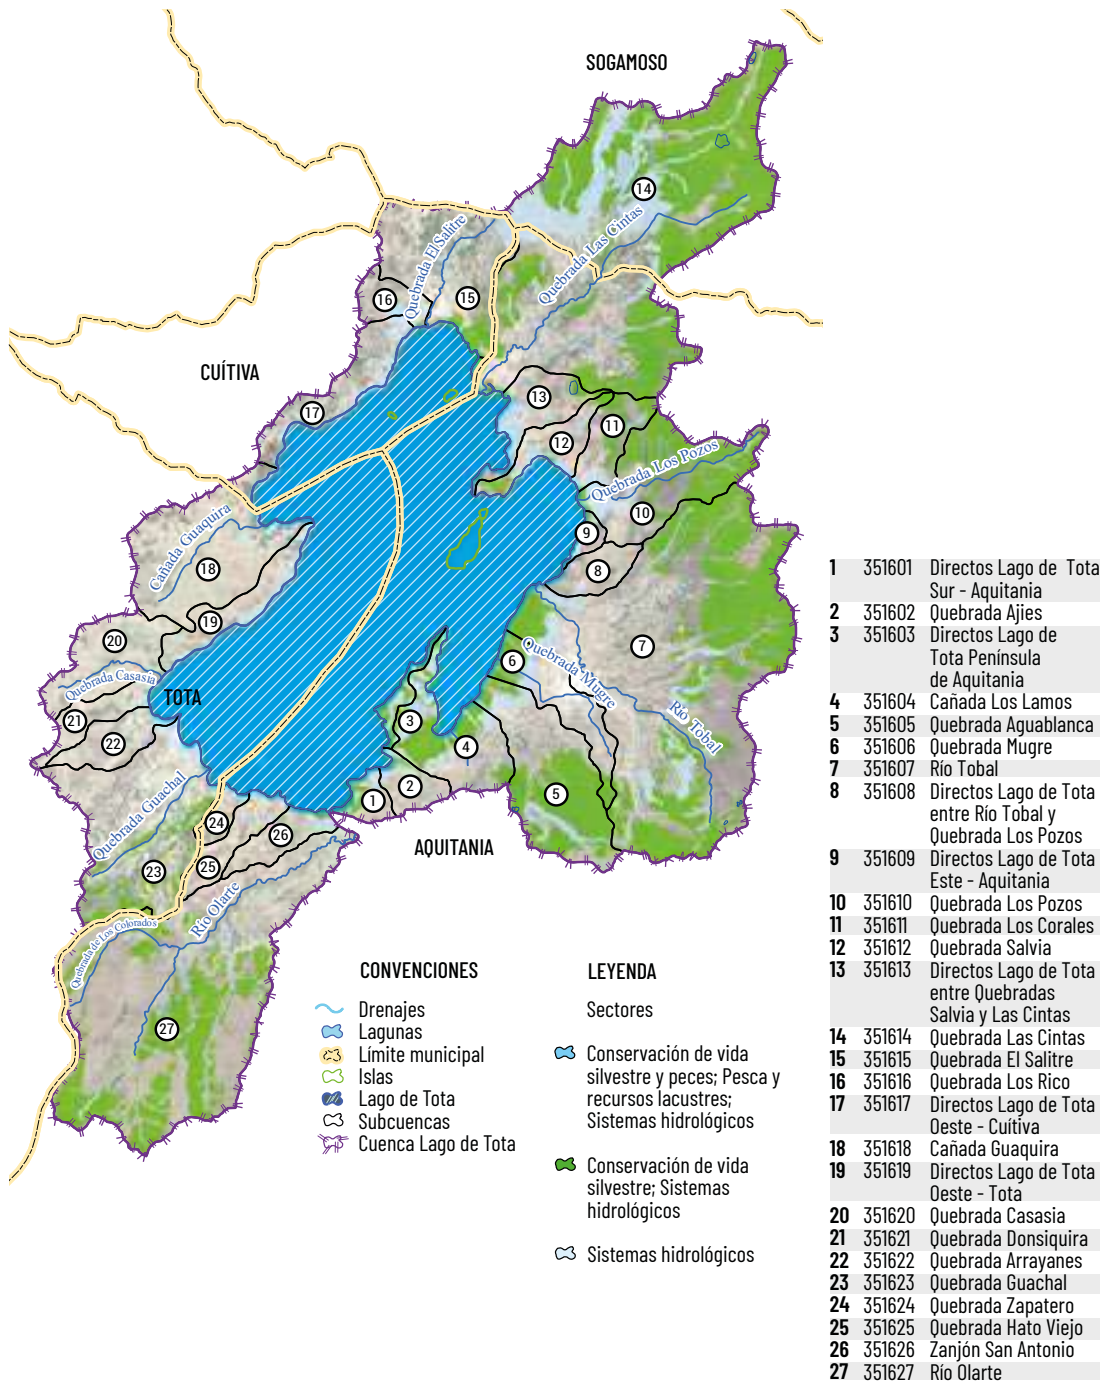 SOGAMOSO
14
Quebrada El Salitre
Quebrada Las Cintas
16
15
CUÍTIVA
17
13
11
12
Quebrada Los Pozos
10
9
8
Cañada Guaquira
18
19
20
7
Quebrada Casasia
TOTA
6
Quebrada Mugre
Río Tobal
21
22
3
4
5
Quebrada Guachal
2
1
24
26
AQUITANIA
25
23
Río Olarte
Quebrada de Los Colorados
27
CONVENCIONES
Drenajes
Lagunas
Límite municipal
Islas
Lago de Tota
Subcuencas
Cuenca Lago de Tota
LEYENDA
Sectores
Conservación de vida
silvestre y peces; Pesca y
recursos lacustres;
Sistemas hidrológicos
Conservación de vida
silvestre; Sistemas
hidrológicos
Sistemas hidrológicos
1 351601 Directos Lago de Tota
Sur - Aquitania
2 351602 Quebrada Ajies
3 351603 Directos Lago de
Tota Península
de Aquitania
4 351604 Cañada Los Lamos
5 351605 Quebrada Aguablanca
6 351606 Quebrada Mugre
7 351607 Río Tobal
8 351608 Directos Lago de Tota
entre Río Tobal y
Quebrada Los Pozos
9 351609 Directos Lago de Tota
Este - Aquitania
10 351610 Quebrada Los Pozos
11 351611 Quebrada Los Corales
12 351612 Quebrada Salvia
13 351613 Directos Lago de Tota
entre Quebradas
Salvia y Las Cintas
14 351614 Quebrada Las Cintas
15 351615 Quebrada El Salitre
16 351616 Quebrada Los Rico
17 351617 Directos Lago de Tota
Oeste - Cuítiva
18 351618 Cañada Guaquira
19 351619 Directos Lago de Tota
Oeste - Tota
20 351620 Quebrada Casasia
21 351621 Quebrada Donsiquira
22 351622 Quebrada Arrayanes
23 351623 Quebrada Guachal
24 351624 Quebrada Zapatero
25 351625 Quebrada Hato Viejo
26 351626 Zanjón San Antonio
27 351627 Río Olarte